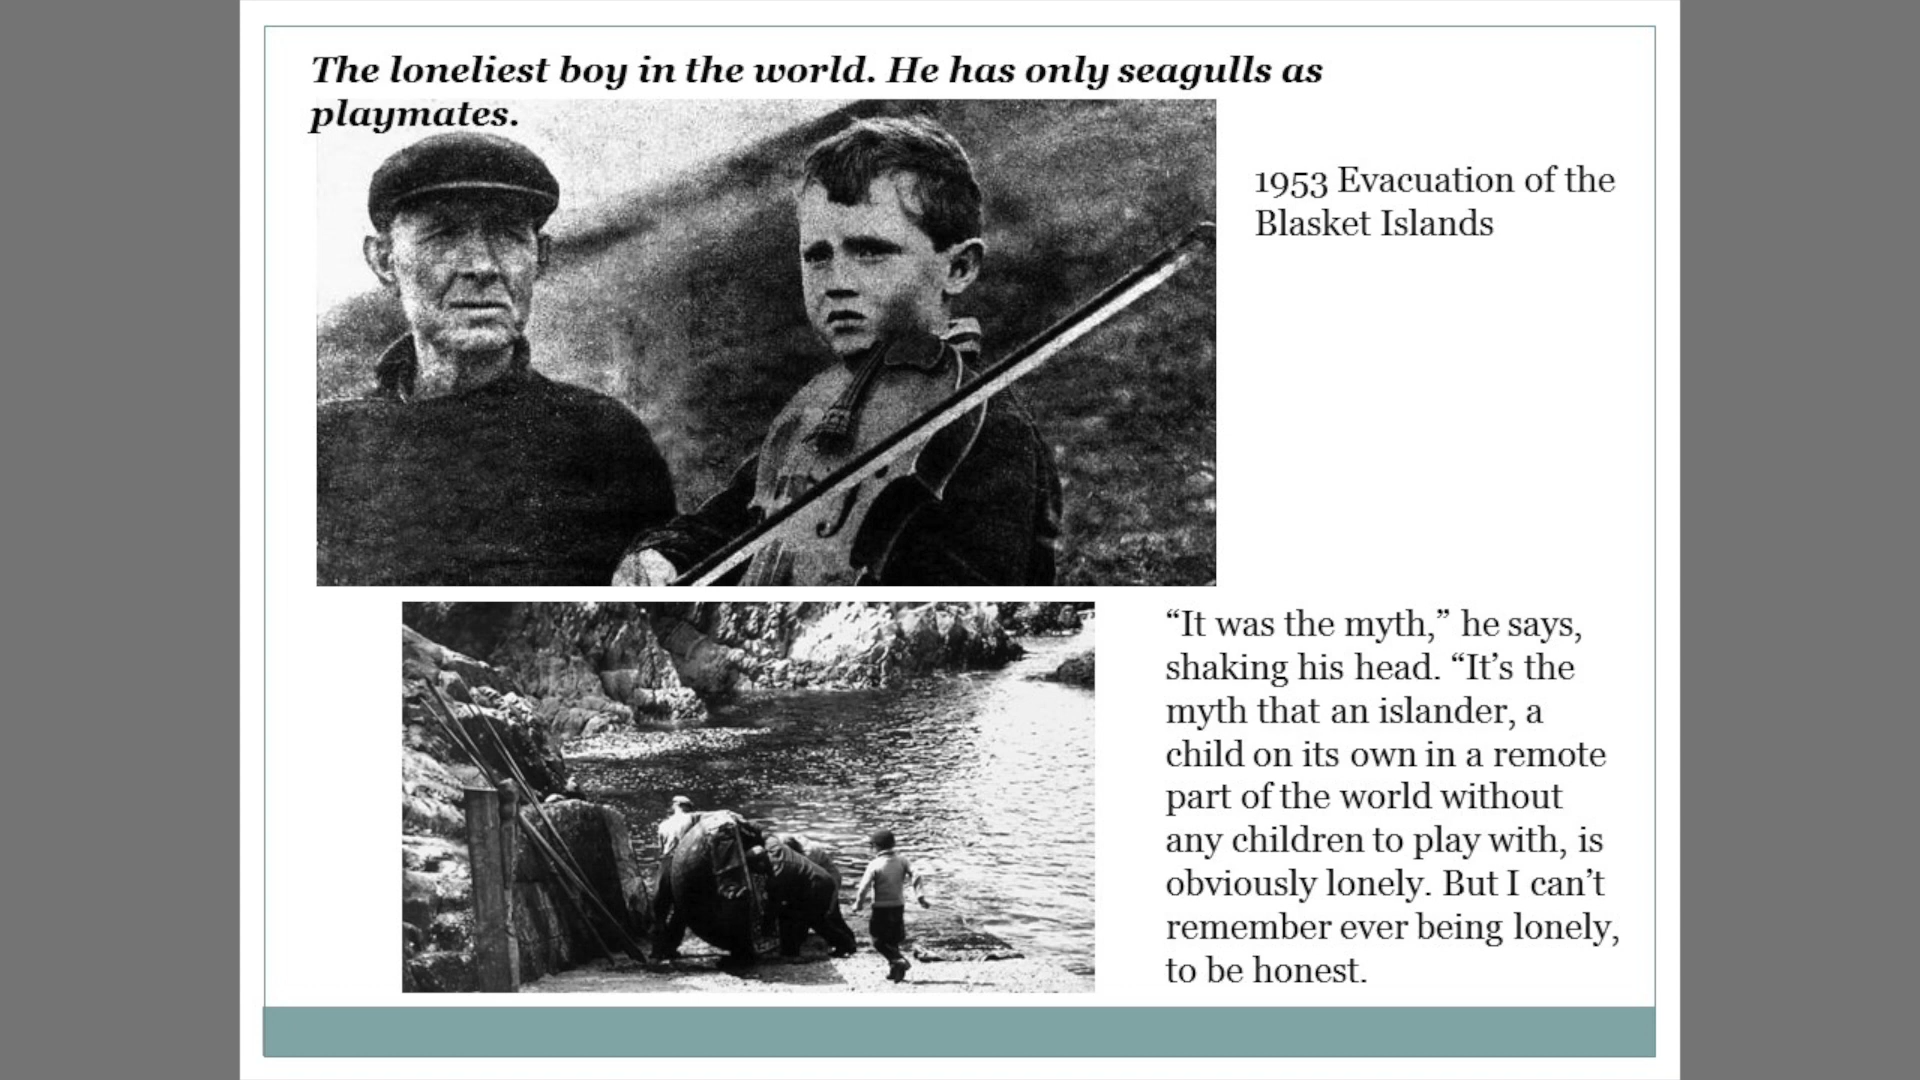 The loneliest boy in the world. He has only seagulls as
playmates.
1953 Evacuation of the
Blasket Islands
“It was the myth,” he says,
shaking his head. “It’s the
myth that an islander, a
child on its own in a remote
part of the world without
any children to play with, is
obviously lonely. But I can’t
remember ever being lonely,
to be honest.